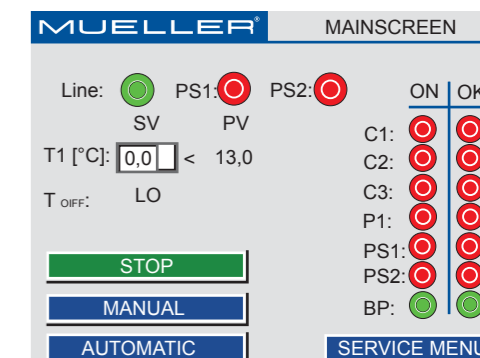 MUELLER® MAINSCREEN
Line: PS1: PS2: ON OK
SV PV
T1 [°C]: 0,0 < 13,0
T OIFF: LO
C1:
C2:
C3:
P1:
PS1:
PS2:
BP:
STOP
MANUAL
AUTOMATIC SERVICE MENU